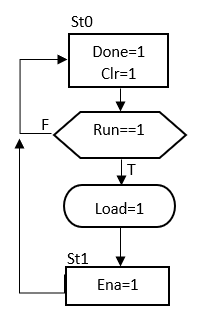 St0
Done=1
Clr=1
F
Run==1
T
Load=1
St1
Ena=1